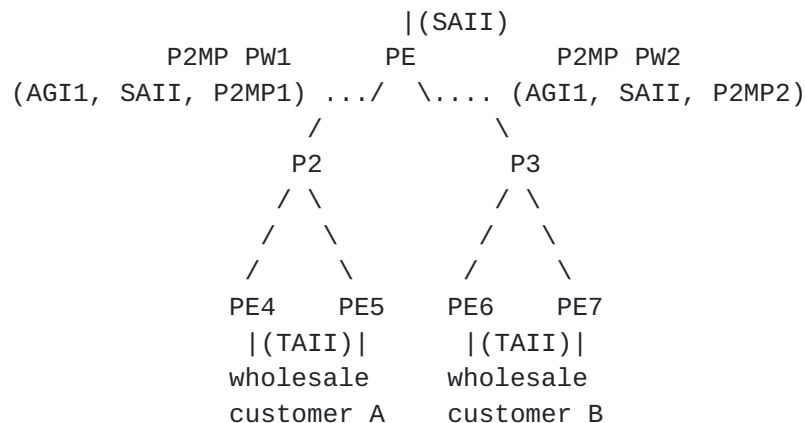 |(SAII)
P2MP PW1 PE P2MP PW2
(AGI1, SAII, P2MP1) .../ \.... (AGI1, SAII, P2MP2)
/ \
P2 P3
/ \ / \
/ \ / \
/ \ / \
PE4 PE5 PE6 PE7
|(TAII)| |(TAII)|
wholesale wholesale
customer A customer B